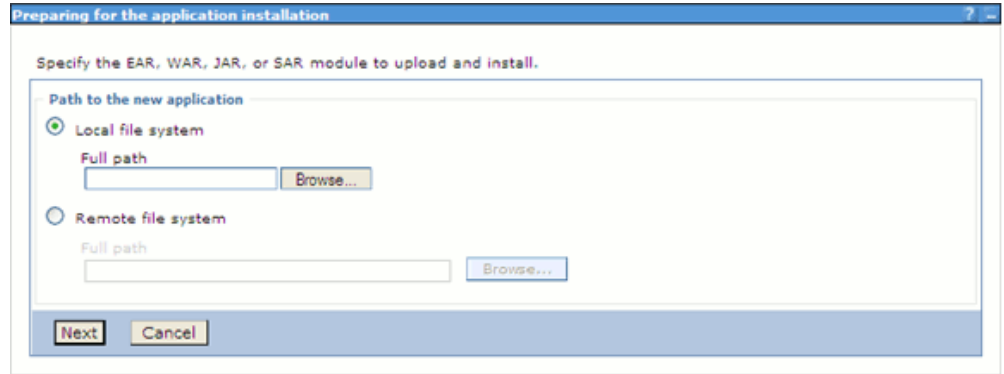 Preparing for the application installation ? –
Specify the EAR, WAR, JAR, or SAR module to upload and install.
Path to the new application
Local file system
Full path
Browse...
Remote file system
Full path
Browse...
Next Cancel